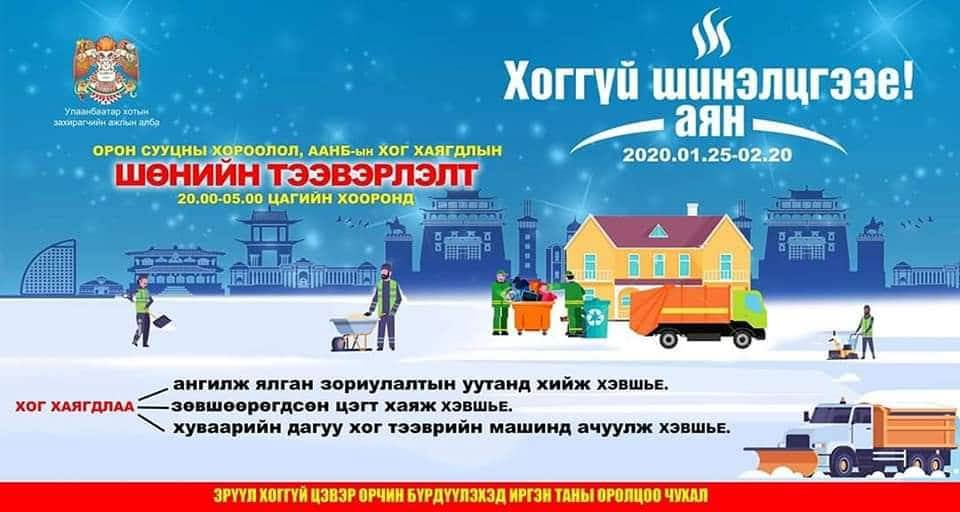 Улаанбаатар хотын
захирагчийн ажлын алба
Хоггүй шинэлцгээе!
аян
2020.01.25-02.20
ОРОН СУУЦНЫ ХОРООЛОЛ, ААНБ-ын ХОГ ХАЯГДЛЫН
ШӨНИЙН ТЭЭВЭРЛЭЛТ
20.00-05.00 ЦАГИЙН ХООРОНД
ХОГ ХАЯГДЛАА
ангилж ялган зориулалтын уутанд хийж ХЭВШЬЕ.
зөвшөөрөгдсөн цэгт хаяж ХЭВШЬЕ.
хуваарийн дагуу хог тээврийн машинд ачуулж ХЭВШЬЕ.
ЭРҮҮЛ ХОГГҮЙ ЦЭВЭР ОРЧИН БҮРДҮҮЛЭХЭД ИРГЭН ТАНЫ ОРОЛЦОО ЧУХАЛ